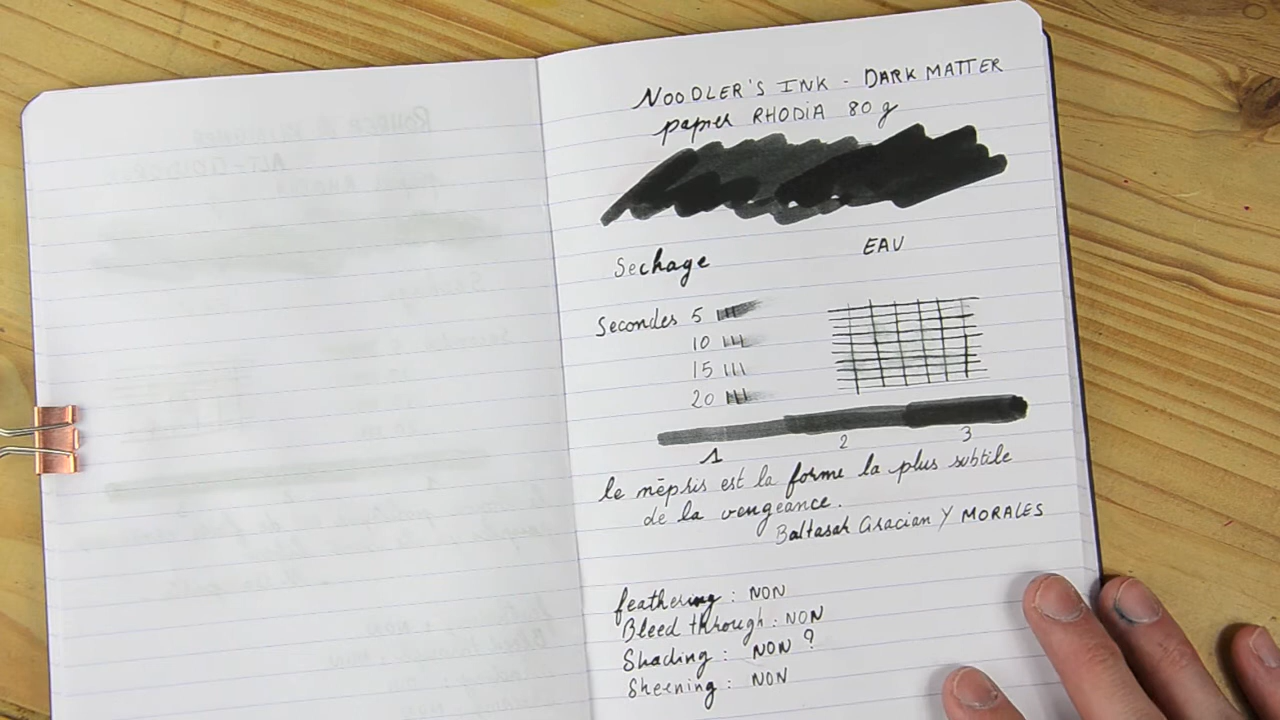 NOODLER'S INK - DARK MATTER
papier RHODIA 80 g
Sechage
EAU
Secondes 5
10
15
20
1 2 3
le mépris est la forme la plus subtile
de la vengeance.
Baltasar Gracian Y MORALES
feathering : NON
Bleed through : NON
Shading : NON ?
Sheening : NON